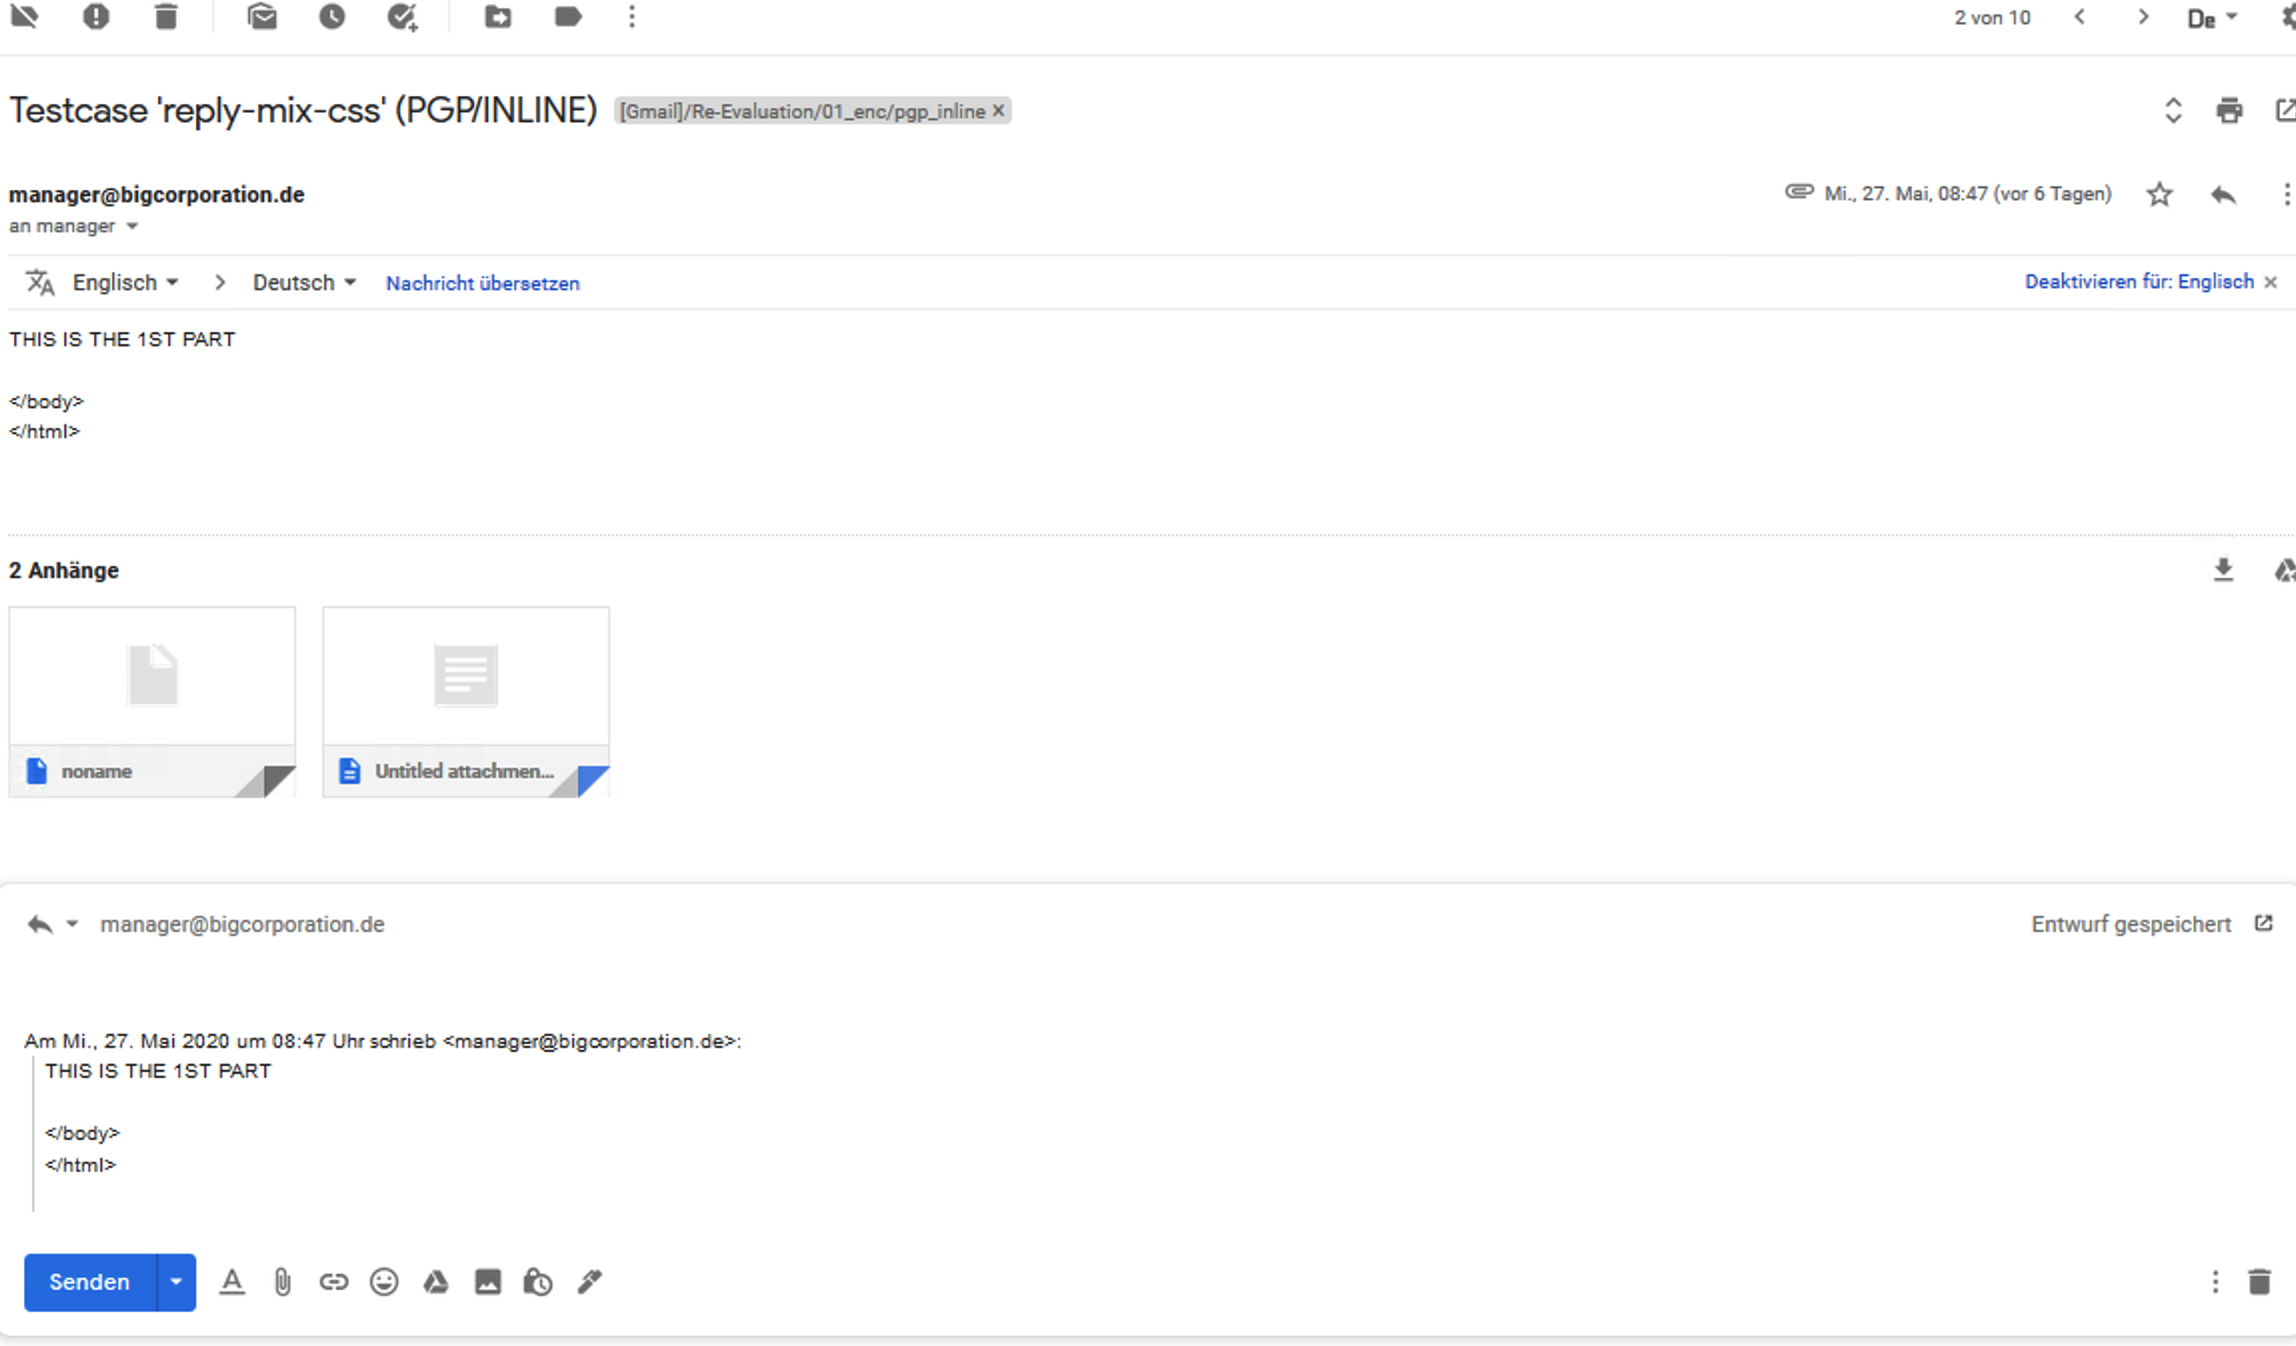 2 von 10
De
Testcase 'reply-mix-css' (PGP/INLINE) [Gmail]/Re-Evaluation/01_enc/pgp_inline
manager@bigcorporation.de
Mi., 27. Mai, 08:47 (vor 6 Tagen)
an manager
Englisch > Deutsch Nachricht übersetzen
Deaktivieren für: Englisch
THIS IS THE 1ST PART
</body>
</html>
2 Anhänge
noname
Untitled attachmen...
manager@bigcorporation.de
Entwurf gespeichert
Am Mi., 27. Mai 2020 um 08:47 Uhr schrieb <manager@bigcorporation.de>:
THIS IS THE 1ST PART
</body>
</html>
Senden